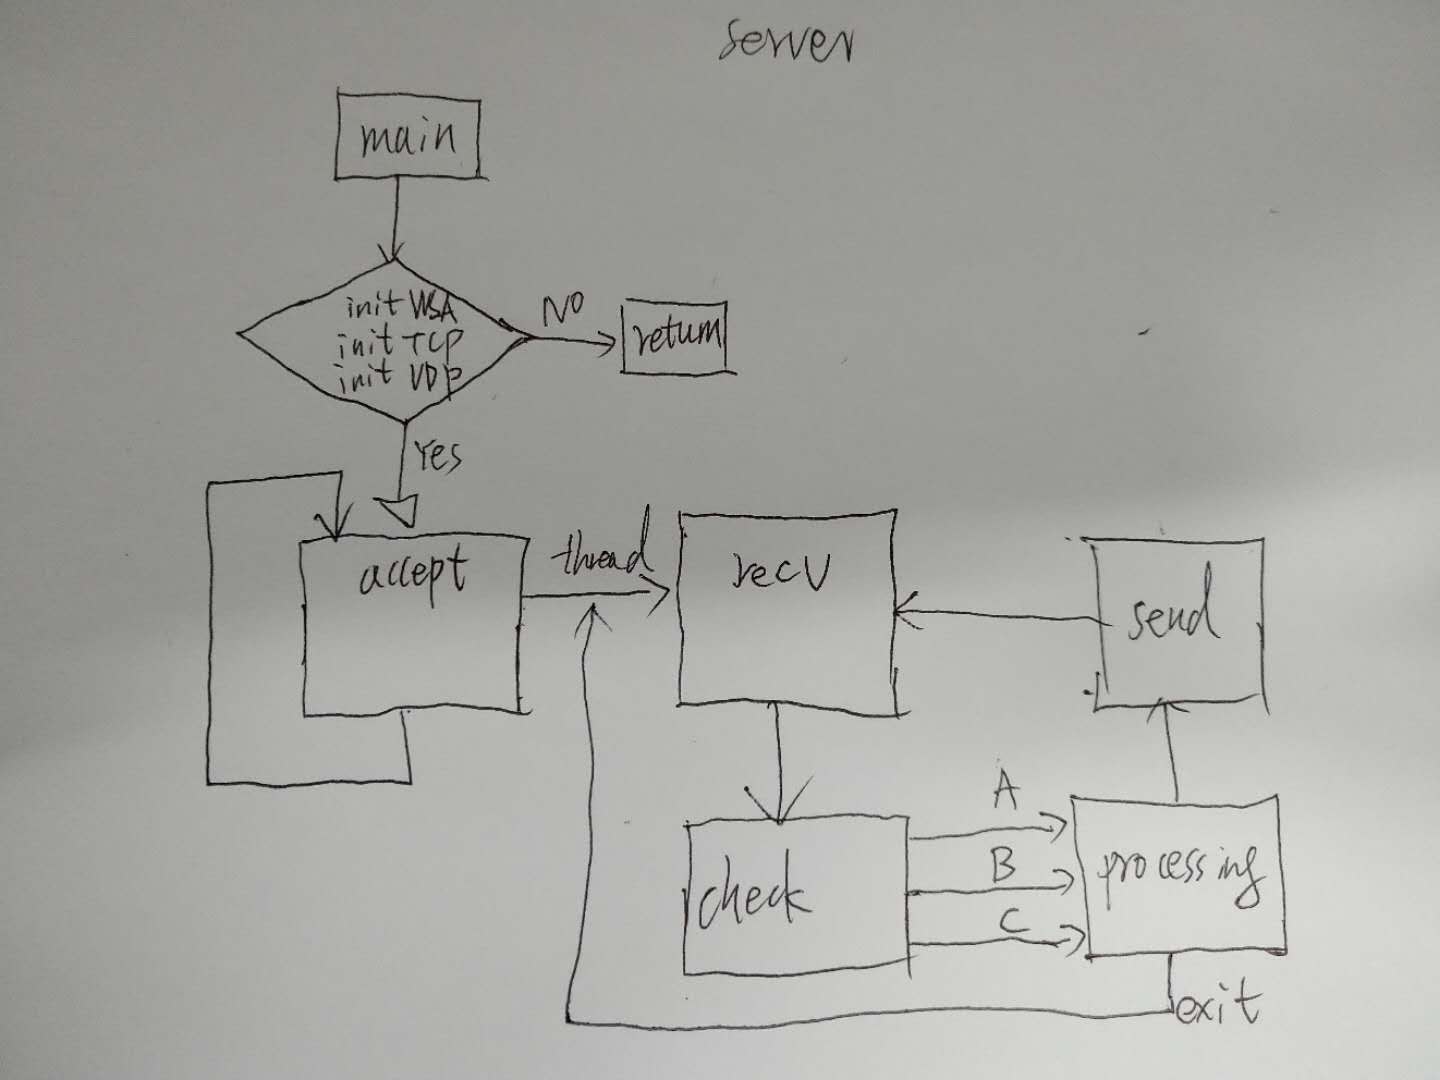 server
main
init WSA
init TCP
init UDP
NO
return
Yes
accept
thread
recv
send
check
A
B
C
processing
exit